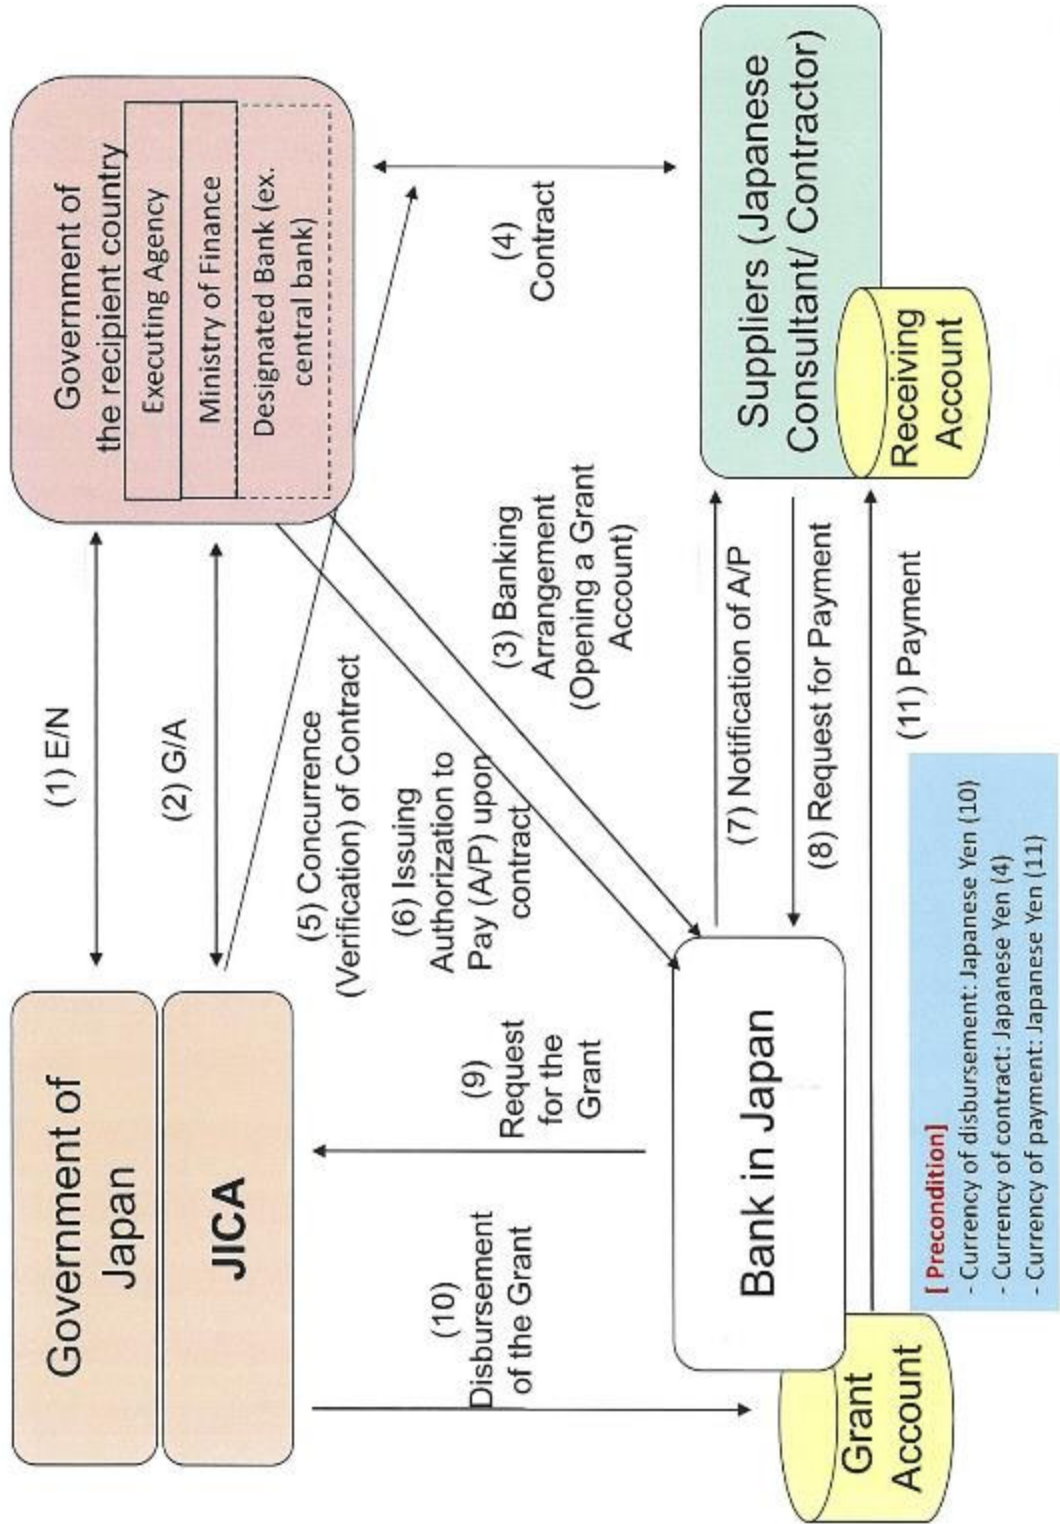 Government of
Japan
JICA
(1) E/N
(2) G/A
Government of
the recipient country
Executing Agency
Ministry of Finance
Designated Bank (ex.
central bank)
(10)
Disbursement
of the Grant
(9)
Request
for the
Grant
(5) Concurrence
(Verification) of Contract
(6) Issuing
Authorization to
Pay (A/P) upon
contract
(3) Banking
Arrangement
(Opening a Grant
Account)
(4)
Contract
Bank in Japan
Grant
Account
(7) Notification of A/P
(8) Request for Payment
(11) Payment
Suppliers (Japanese
Consultant/ Contractor)
Receiving
Account
[ Precondition]
- Currency of disbursement: Japanese Yen (10)
- Currency of contract: Japanese Yen (4)
- Currency of payment: Japanese Yen (11)